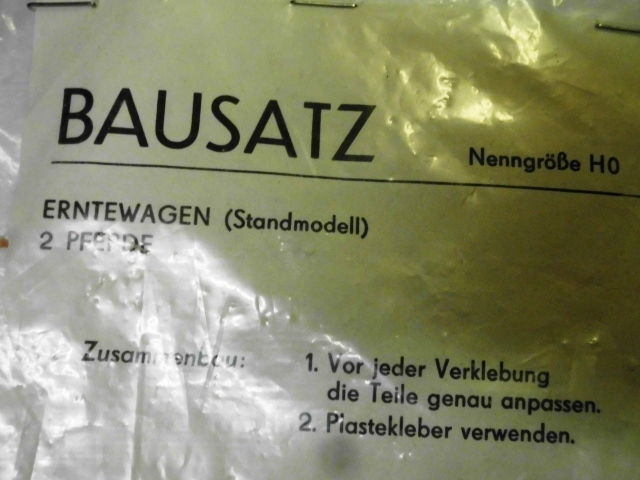 BAUSATZ
Nenngröße H0
ERNTEWAGEN (Standmodell)
2 PFERDE
Zusammenbau:
1. Vor jeder Verklebung
die Teile genau anpassen.
2. Plastekleber verwenden.